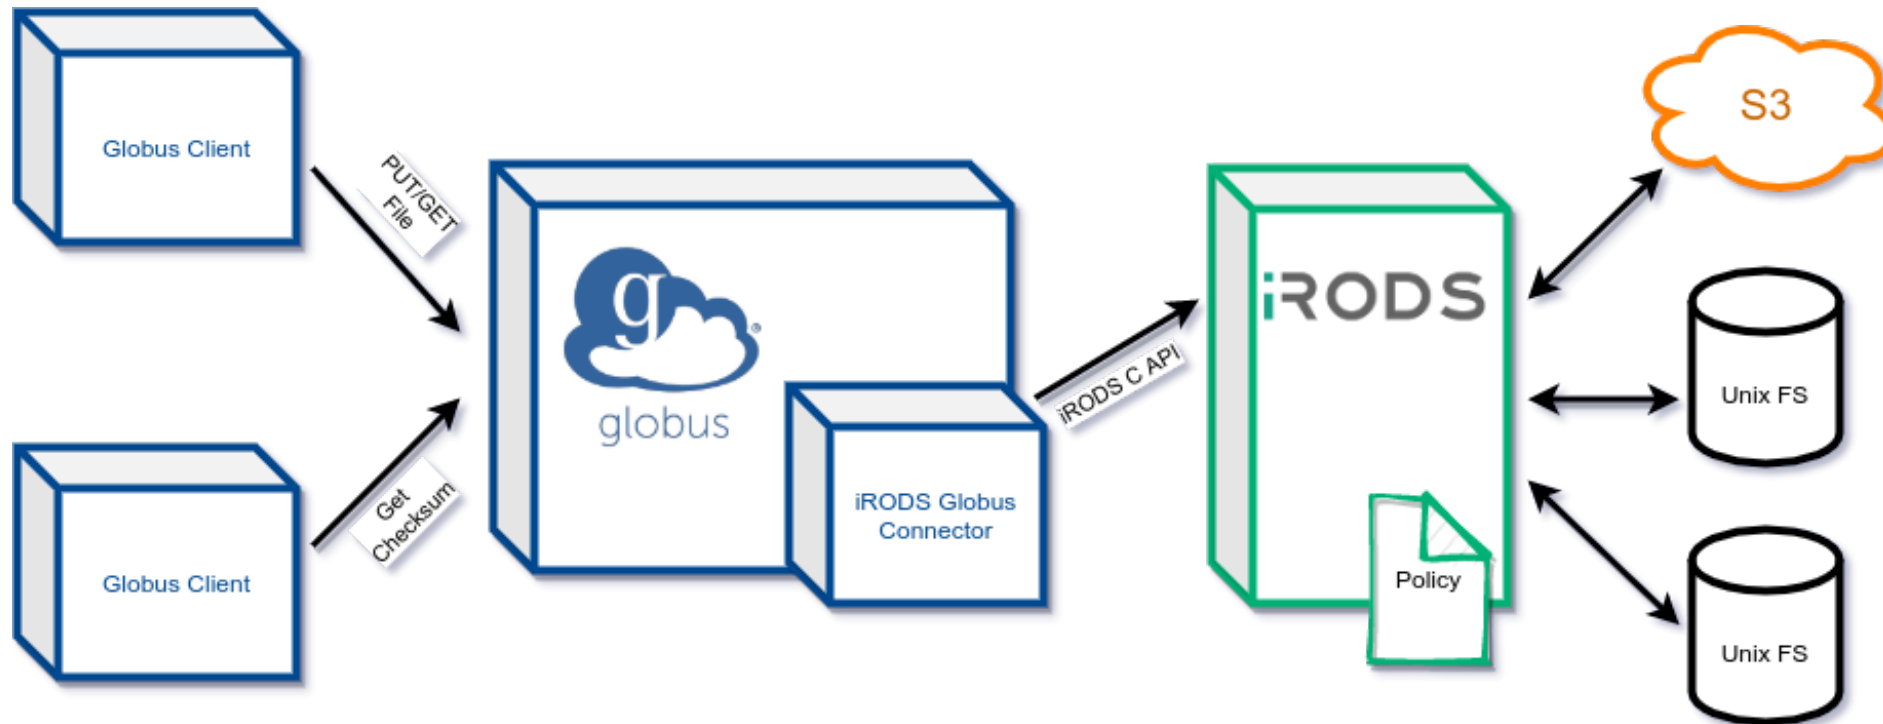 Globus Client
PUT/GET
File
Globus Client
Get
Checksum
g
®
globus
iRODS Globus
Connector
iRODS C API
iRODS
Policy
S3
Unix FS
Unix FS